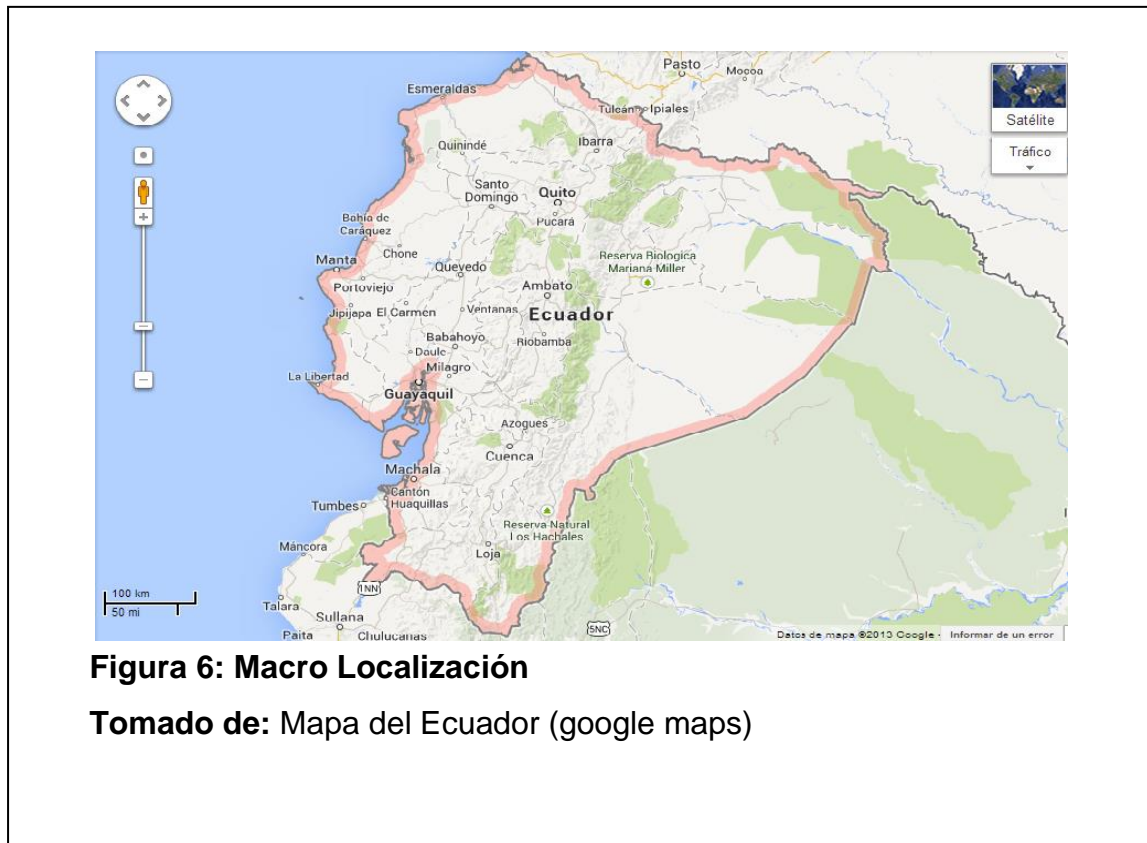 Pasto
Mocoa
Esmeraldas
Tulcán
Ipiales
Satélite
Tráfico
Quinindé
Ibarra
Santo
Domingo
Quito
Pucará
Bahía de
Caráquez
Chone
Manta
Quevedo
Reserva Biologica
Mariana Miller
Portoviejo
Ambato
Jipijapa
El Carmen
Ventanas
Ecuador
Babahoyo
Riobamba
Daule
Milagro
La Libertad
Guayaquil
Azogues
Cuenca
Machala
Cantón
Huaquillas
Tumbes
Reserva Natural
Los Hachales
Máncora
Loja
1NN
100 km
50 mi
Talara
Sullana
Paita
Chulucanas
5NC
Datos de mapa ©2013 Google - Informar de un error
Figura 6: Macro Localización
Tomado de: Mapa del Ecuador (google maps)